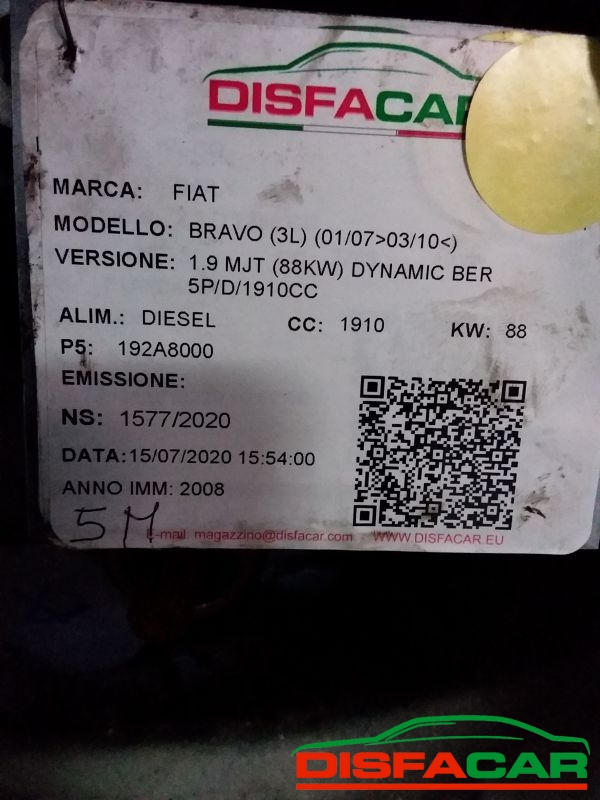 DISFACAR
MARCA: FIAT
MODELLO: BRAVO (3L) (01/07>03/10<)
VERSIONE: 1.9 MJT (88KW) DYNAMIC BER
5P/D/1910CC
ALIM.: DIESEL CC: 1910 KW: 88
P5: 192A8000
EMISSIONE:
NS: 1577/2020
DATA:15/07/2020 15:54:00
ANNO IMM: 2008
5M
E-mail: magazzino@disfacar.com WWW.DISFACAR.EU
DISFACAR